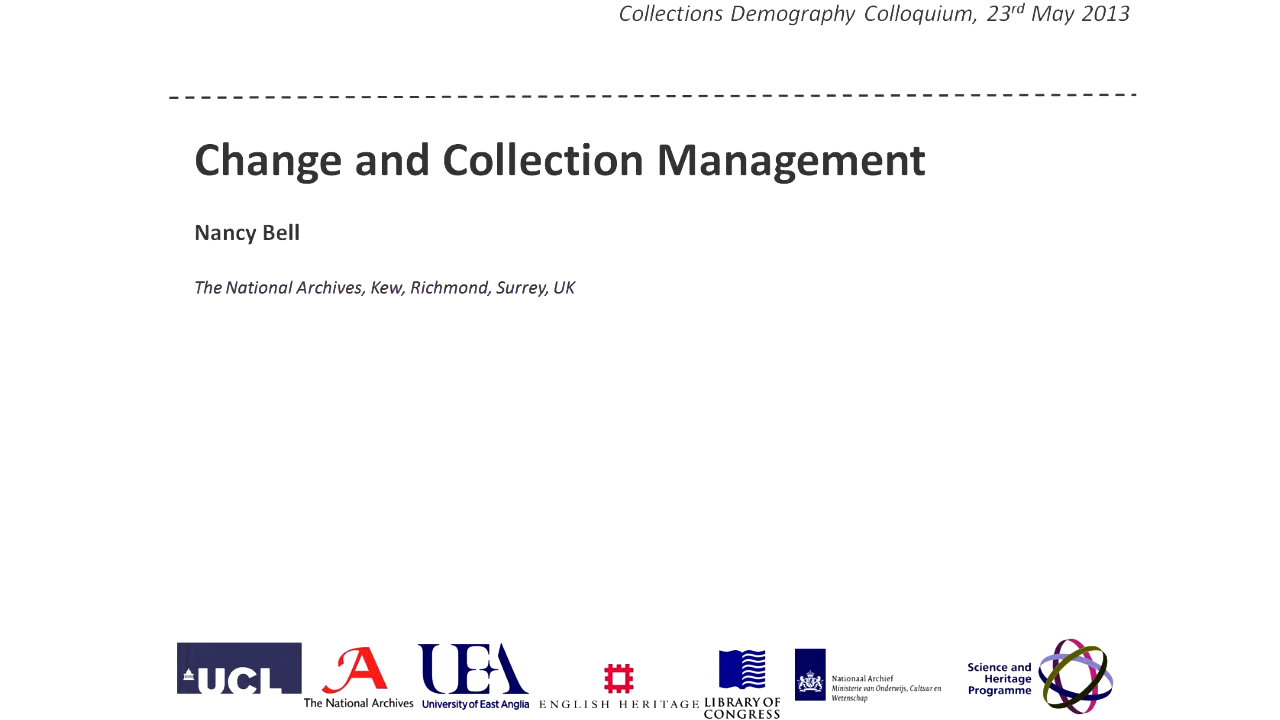 Collections Demography Colloquium, 23rd May 2013
Change and Collection Management
Nancy Bell
The National Archives, Kew, Richmond, Surrey, UK
UCL
The National Archives
UEA
University of East Anglia
ENGLISH HERITAGE
LIBRARY OF
CONGRESS
Nationaal Archief
Ministerie van Onderwijs, Cultuur en
Wetenschap
Science and
Heritage
Programme